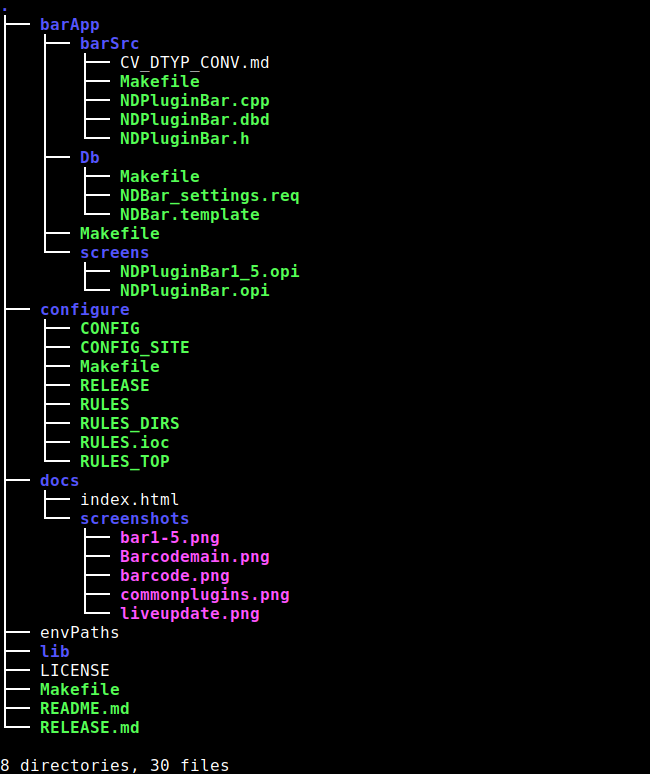 .
├── barApp
│   ├── barSrc
│   │   ├── CV_DTYP_CONV.md
│   │   ├── Makefile
│   │   ├── NDPluginBar.cpp
│   │   ├── NDPluginBar.dbd
│   │   └── NDPluginBar.h
│   ├── Db
│   │   ├── Makefile
│   │   ├── NDBar_settings.req
│   │   └── NDBar.template
│   ├── Makefile
│   └── screens
│       ├── NDPluginBar1_5.opi
│       └── NDPluginBar.opi
├── configure
│   ├── CONFIG
│   ├── CONFIG_SITE
│   ├── Makefile
│   ├── RELEASE
│   ├── RULES
│   ├── RULES_DIRS
│   ├── RULES.ioc
│   └── RULES_TOP
├── docs
│   ├── index.html
│   └── screenshots
│       ├── bar1-5.png
│       ├── Barcodemain.png
│       ├── barcode.png
│       ├── commonplugins.png
│       └── liveupdate.png
├── envPaths
├── lib
├── LICENSE
├── Makefile
├── README.md
└── RELEASE.md

8 directories, 30 files